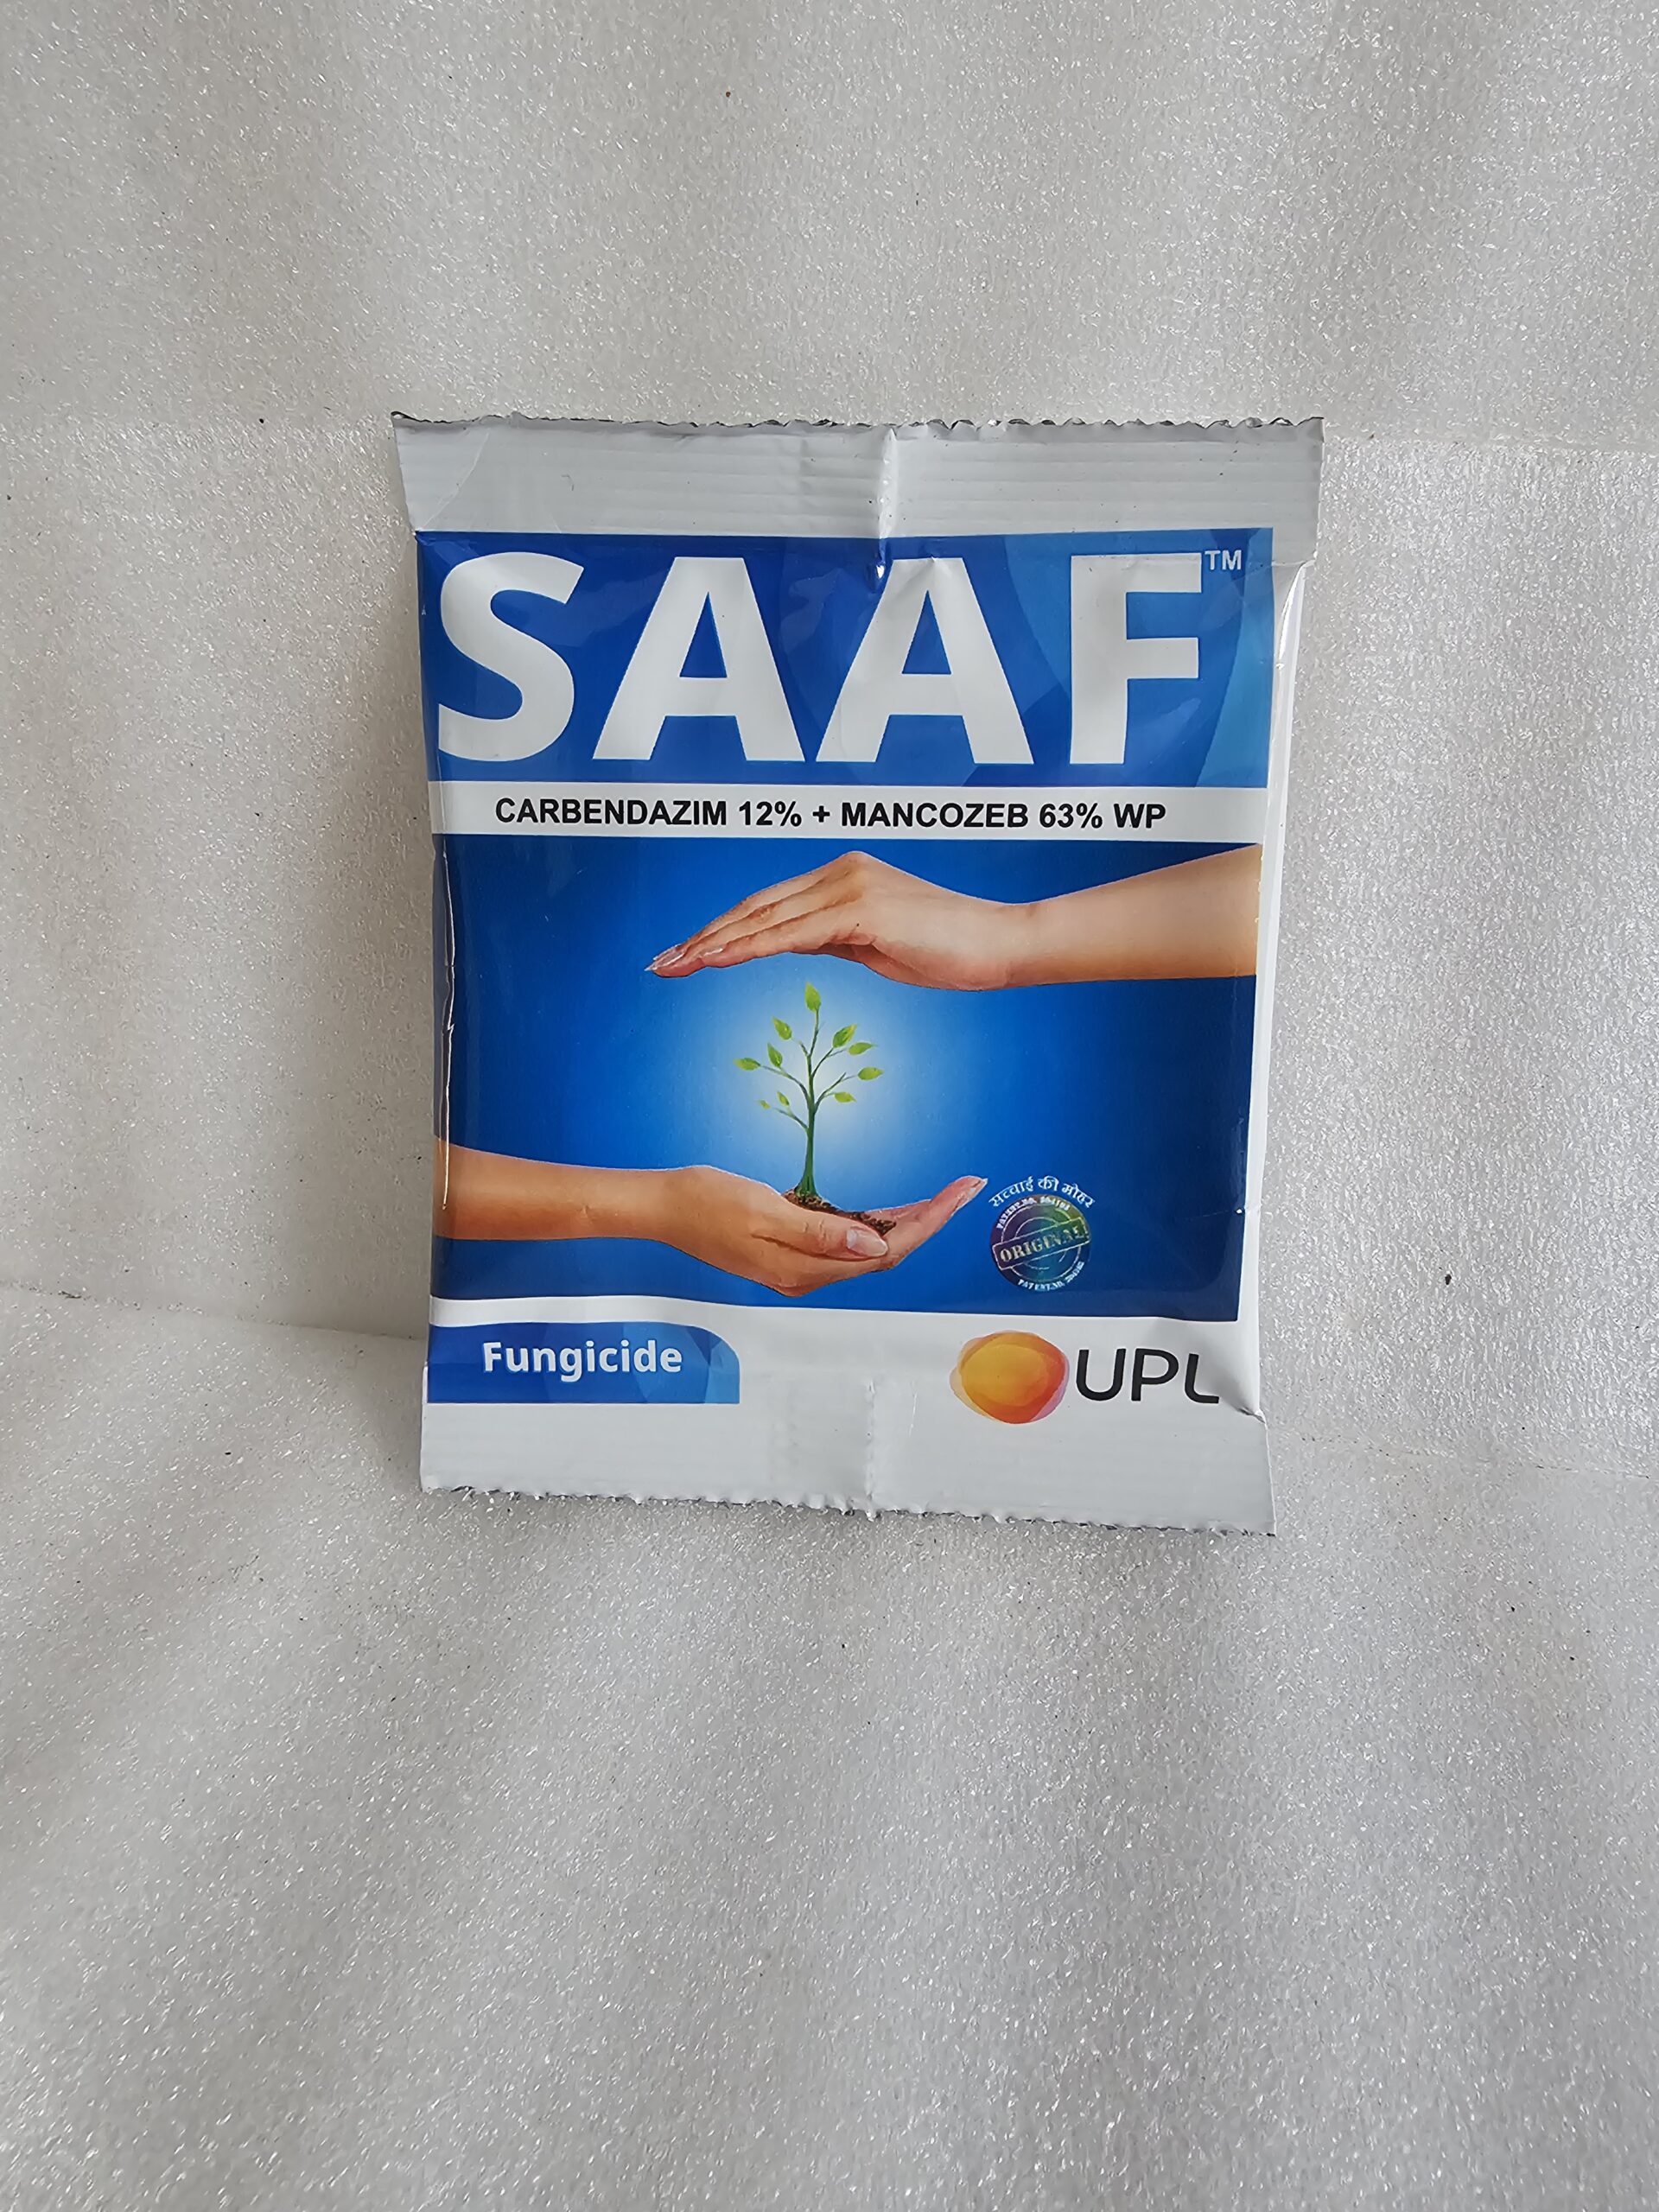 SAAF™
CARBENDAZIM 12% + MANCOZEB 63% WP
सच्चाई की मोहर
ORIGINAL
Fungicide
UPL